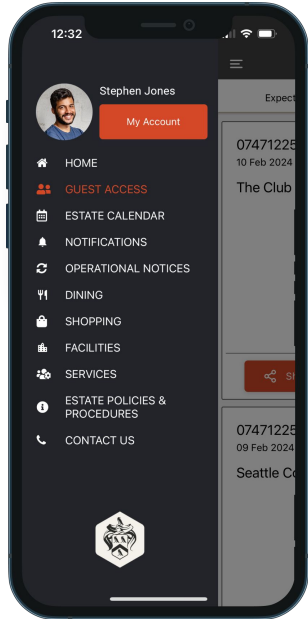 12:32
Stephen Jones
My Account
HOME
GUEST ACCESS
ESTATE CALENDAR
NOTIFICATIONS
OPERATIONAL NOTICES
DINING
SHOPPING
FACILITIES
SERVICES
ESTATE POLICIES &
PROCEDURES
CONTACT US
Expect
07471225
10 Feb 2024
The Club
Sh
07471225
09 Feb 2024
Seattle Co